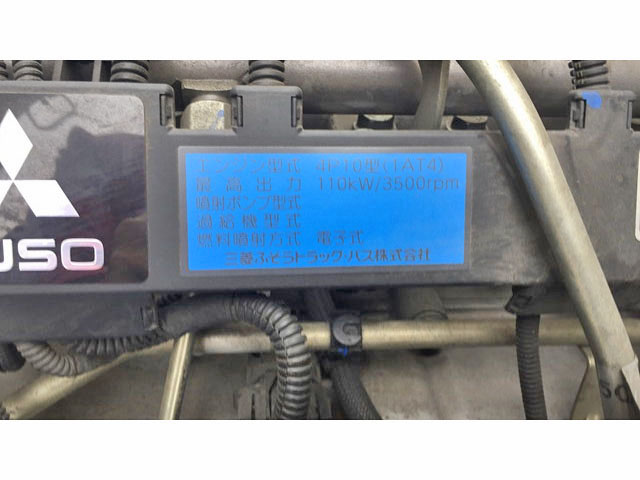 USO
エンジン型式 4P10型(1AT4)
最高出力 110kW/3500rpm
噴射ポンプ型式
過給機型式
燃料噴射方式 電子式
三菱ふそうトラック・バス株式会社